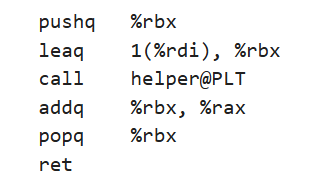 pushq %rbx
leaq 1(%rdi), %rbx
call helper@PLT
addq %rbx, %rax
popq %rbx
ret